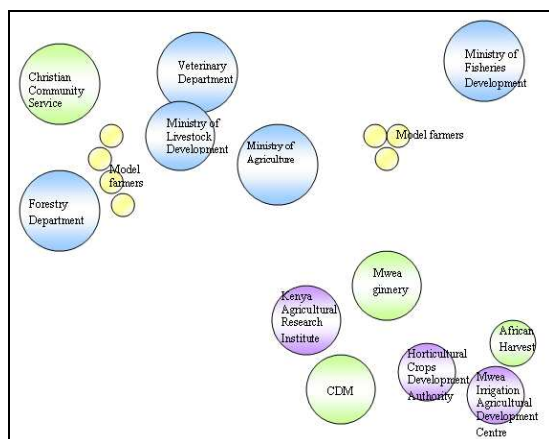 Christian
Community
Service
Veterinary
Department
Ministry of
Fisheries
Development
Ministry of
Livestock
Development
Ministry of
Agriculture
Model farmers
Model
farmers
Forestry
Department
Mwea
ginnery
Kenya
Agricultural
Research
Institute
African
Harvest
Horticultural
Crops
Development
Authority
CDM
Mwea
Irrigation
Agricultural
Development
Centre